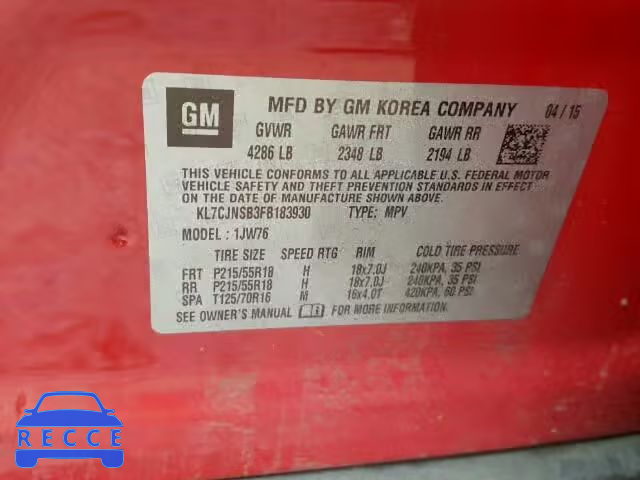 GM
MFD BY GM KOREA COMPANY 04 / 15
GVWR GAWR FRT GAWR RR
4286 LB 2348 LB 2194 LB
THIS VEHICLE CONFORMS TO ALL APPLICABLE U.S. FEDERAL MOTOR
VEHICLE SAFETY AND THEFT PREVENTION STANDARDS IN EFFECT ON THE
DATE OF MANUFACTURE SHOWN ABOVE.
KL7CJNSB3FB183930 TYPE: MPV
MODEL : 1JW76
TIRE SIZE SPEED RTG RIM COLD TIRE PRESSURE
FRT P215/55R18 H 18x7.0J 240KPA, 35 PSI
RR P215/55R18 H 18x7.0J 240KPA, 35 PSI
SPA T125/70R16 M 16x4.0T 420KPA, 60 PSI
SEE OWNER'S MANUAL FOR MORE INFORMATION.
RECCE